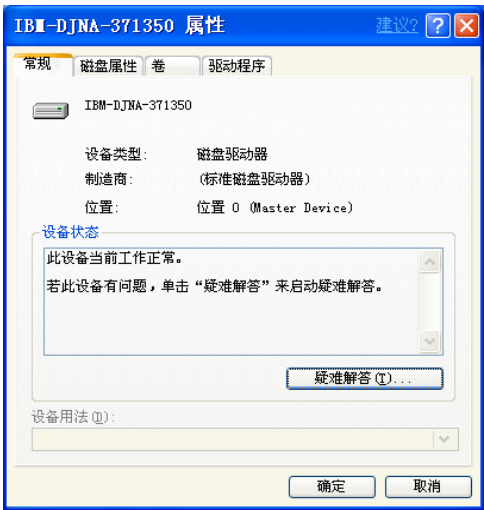 IBM-DJNA-371350 属性
建议?
常规 磁盘属性 卷 驱动程序
IBM-DJNA-371350
设备类型: 磁盘驱动器
制造商: (标准磁盘驱动器)
位置: 位置 0 (Master Device)
设备状态
此设备当前工作正常。
若此设备有问题，单击“疑难解答”来启动疑难解答。
疑难解答(T)...
设备用法(D):
确定 取消